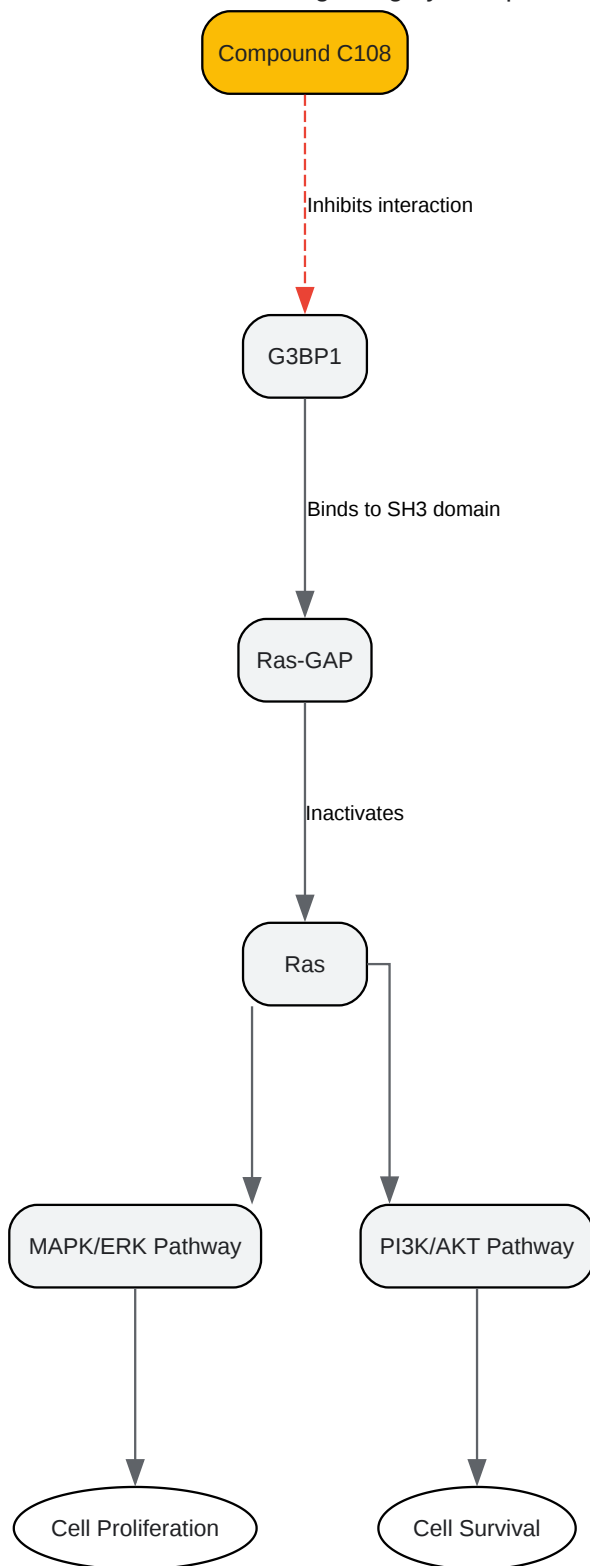 Compound C108
Inhibits interaction
G3BP1
Binds to SH3 domain
Ras-GAP
Inactivates
Ras
MAPK/ERK Pathway
PI3K/AKT Pathway
Cell Proliferation
Cell Survival